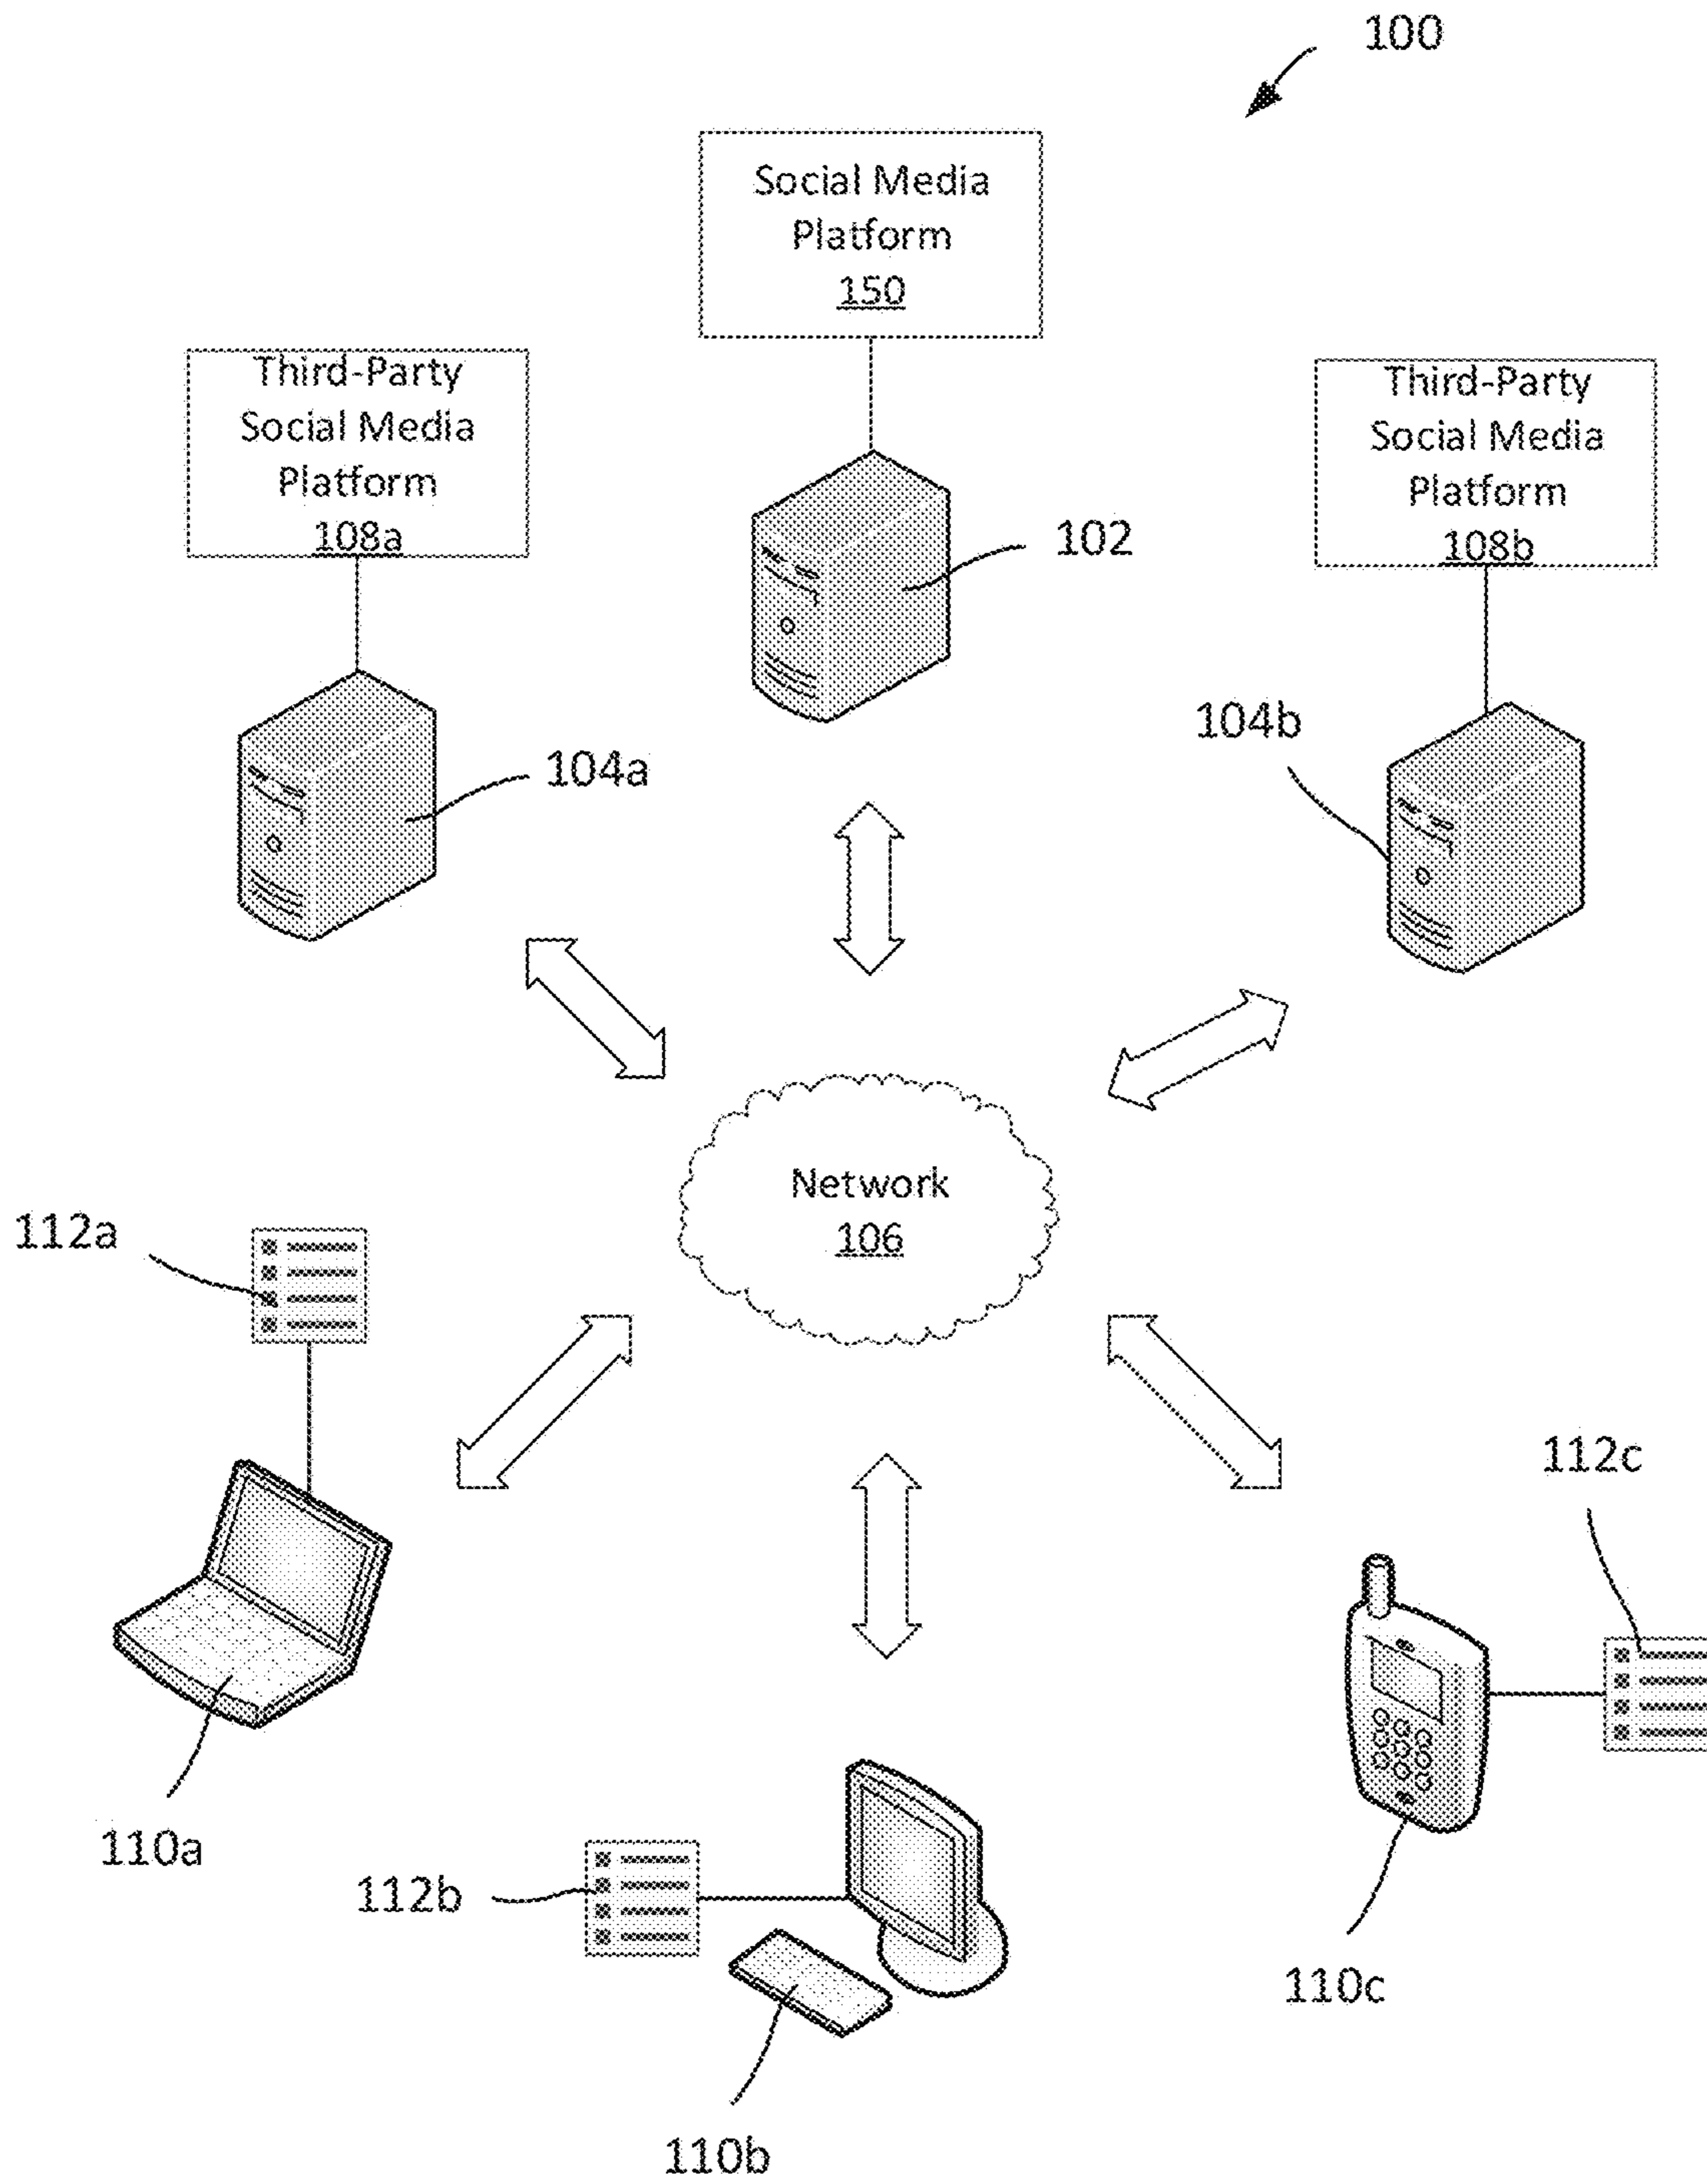 100
Social Media
Platform
150
Third-Party
Social Media
Platform
108a
Third-Party
Social Media
Platform
108b
102
104b
104a
Network
106
112a
112c
110a
112b
110c
110b